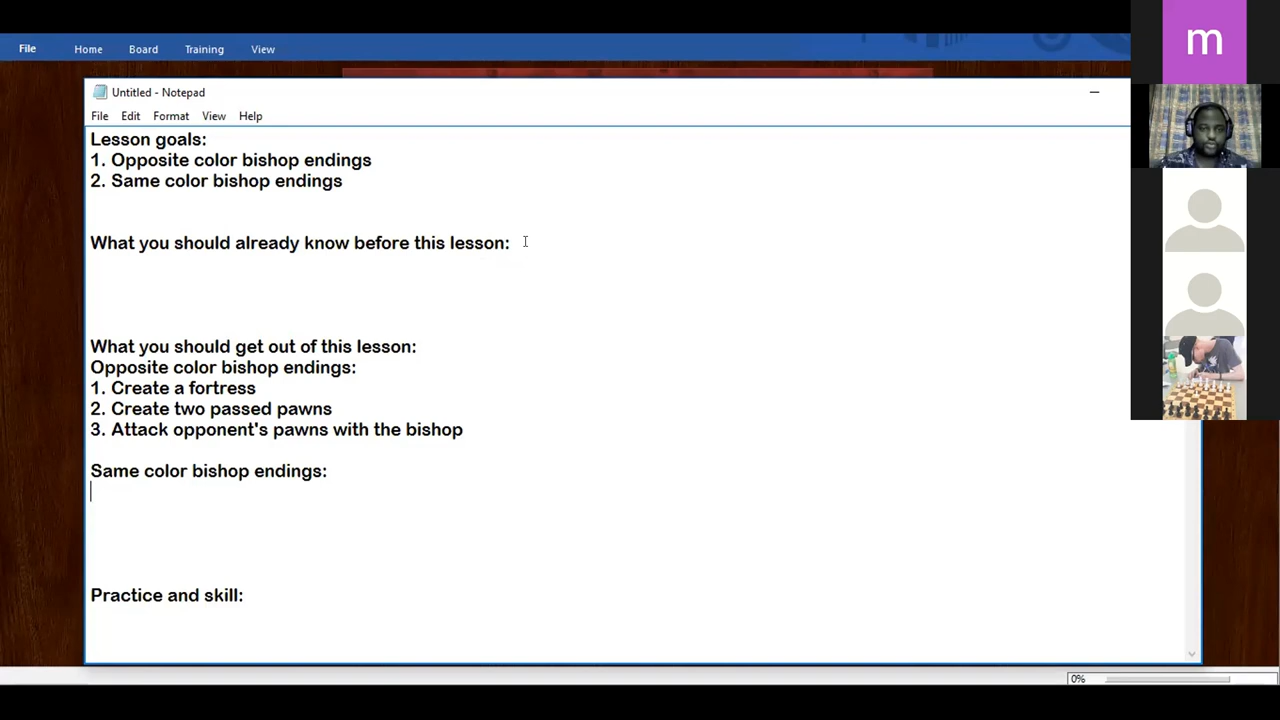 File
Home
Board
Training
View
m
Untitled - Notepad
File
Edit
Format
View
Help
Lesson goals:
1. Opposite color bishop endings
2. Same color bishop endings
What you should already know before this lesson:
What you should get out of this lesson:
Opposite color bishop endings:
1. Create a fortress
2. Create two passed pawns
3. Attack opponent's pawns with the bishop
Same color bishop endings:
Practice and skill:
0%